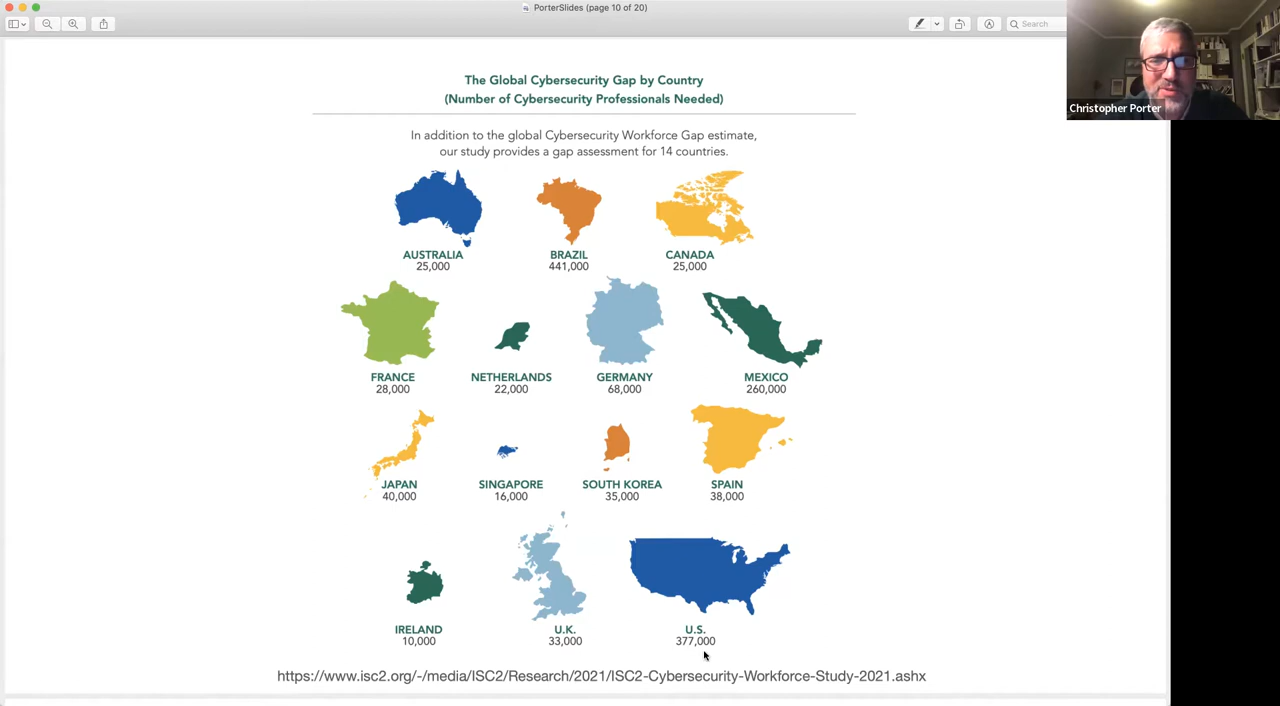 PorterSlides (page 10 of 20)
Search
Christopher Porter
The Global Cybersecurity Gap by Country
(Number of Cybersecurity Professionals Needed)
In addition to the global Cybersecurity Workforce Gap estimate,
our study provides a gap assessment for 14 countries.
AUSTRALIA
25,000
BRAZIL
441,000
CANADA
25,000
FRANCE
28,000
NETHERLANDS
22,000
GERMANY
68,000
MEXICO
260,000
JAPAN
40,000
SINGAPORE
16,000
SOUTH KOREA
35,000
SPAIN
38,000
IRELAND
10,000
U.K.
33,000
U.S.
377,000
https://www.isc2.org/-/media/ISC2/Research/2021/ISC2-Cybersecurity-Workforce-Study-2021.ashx